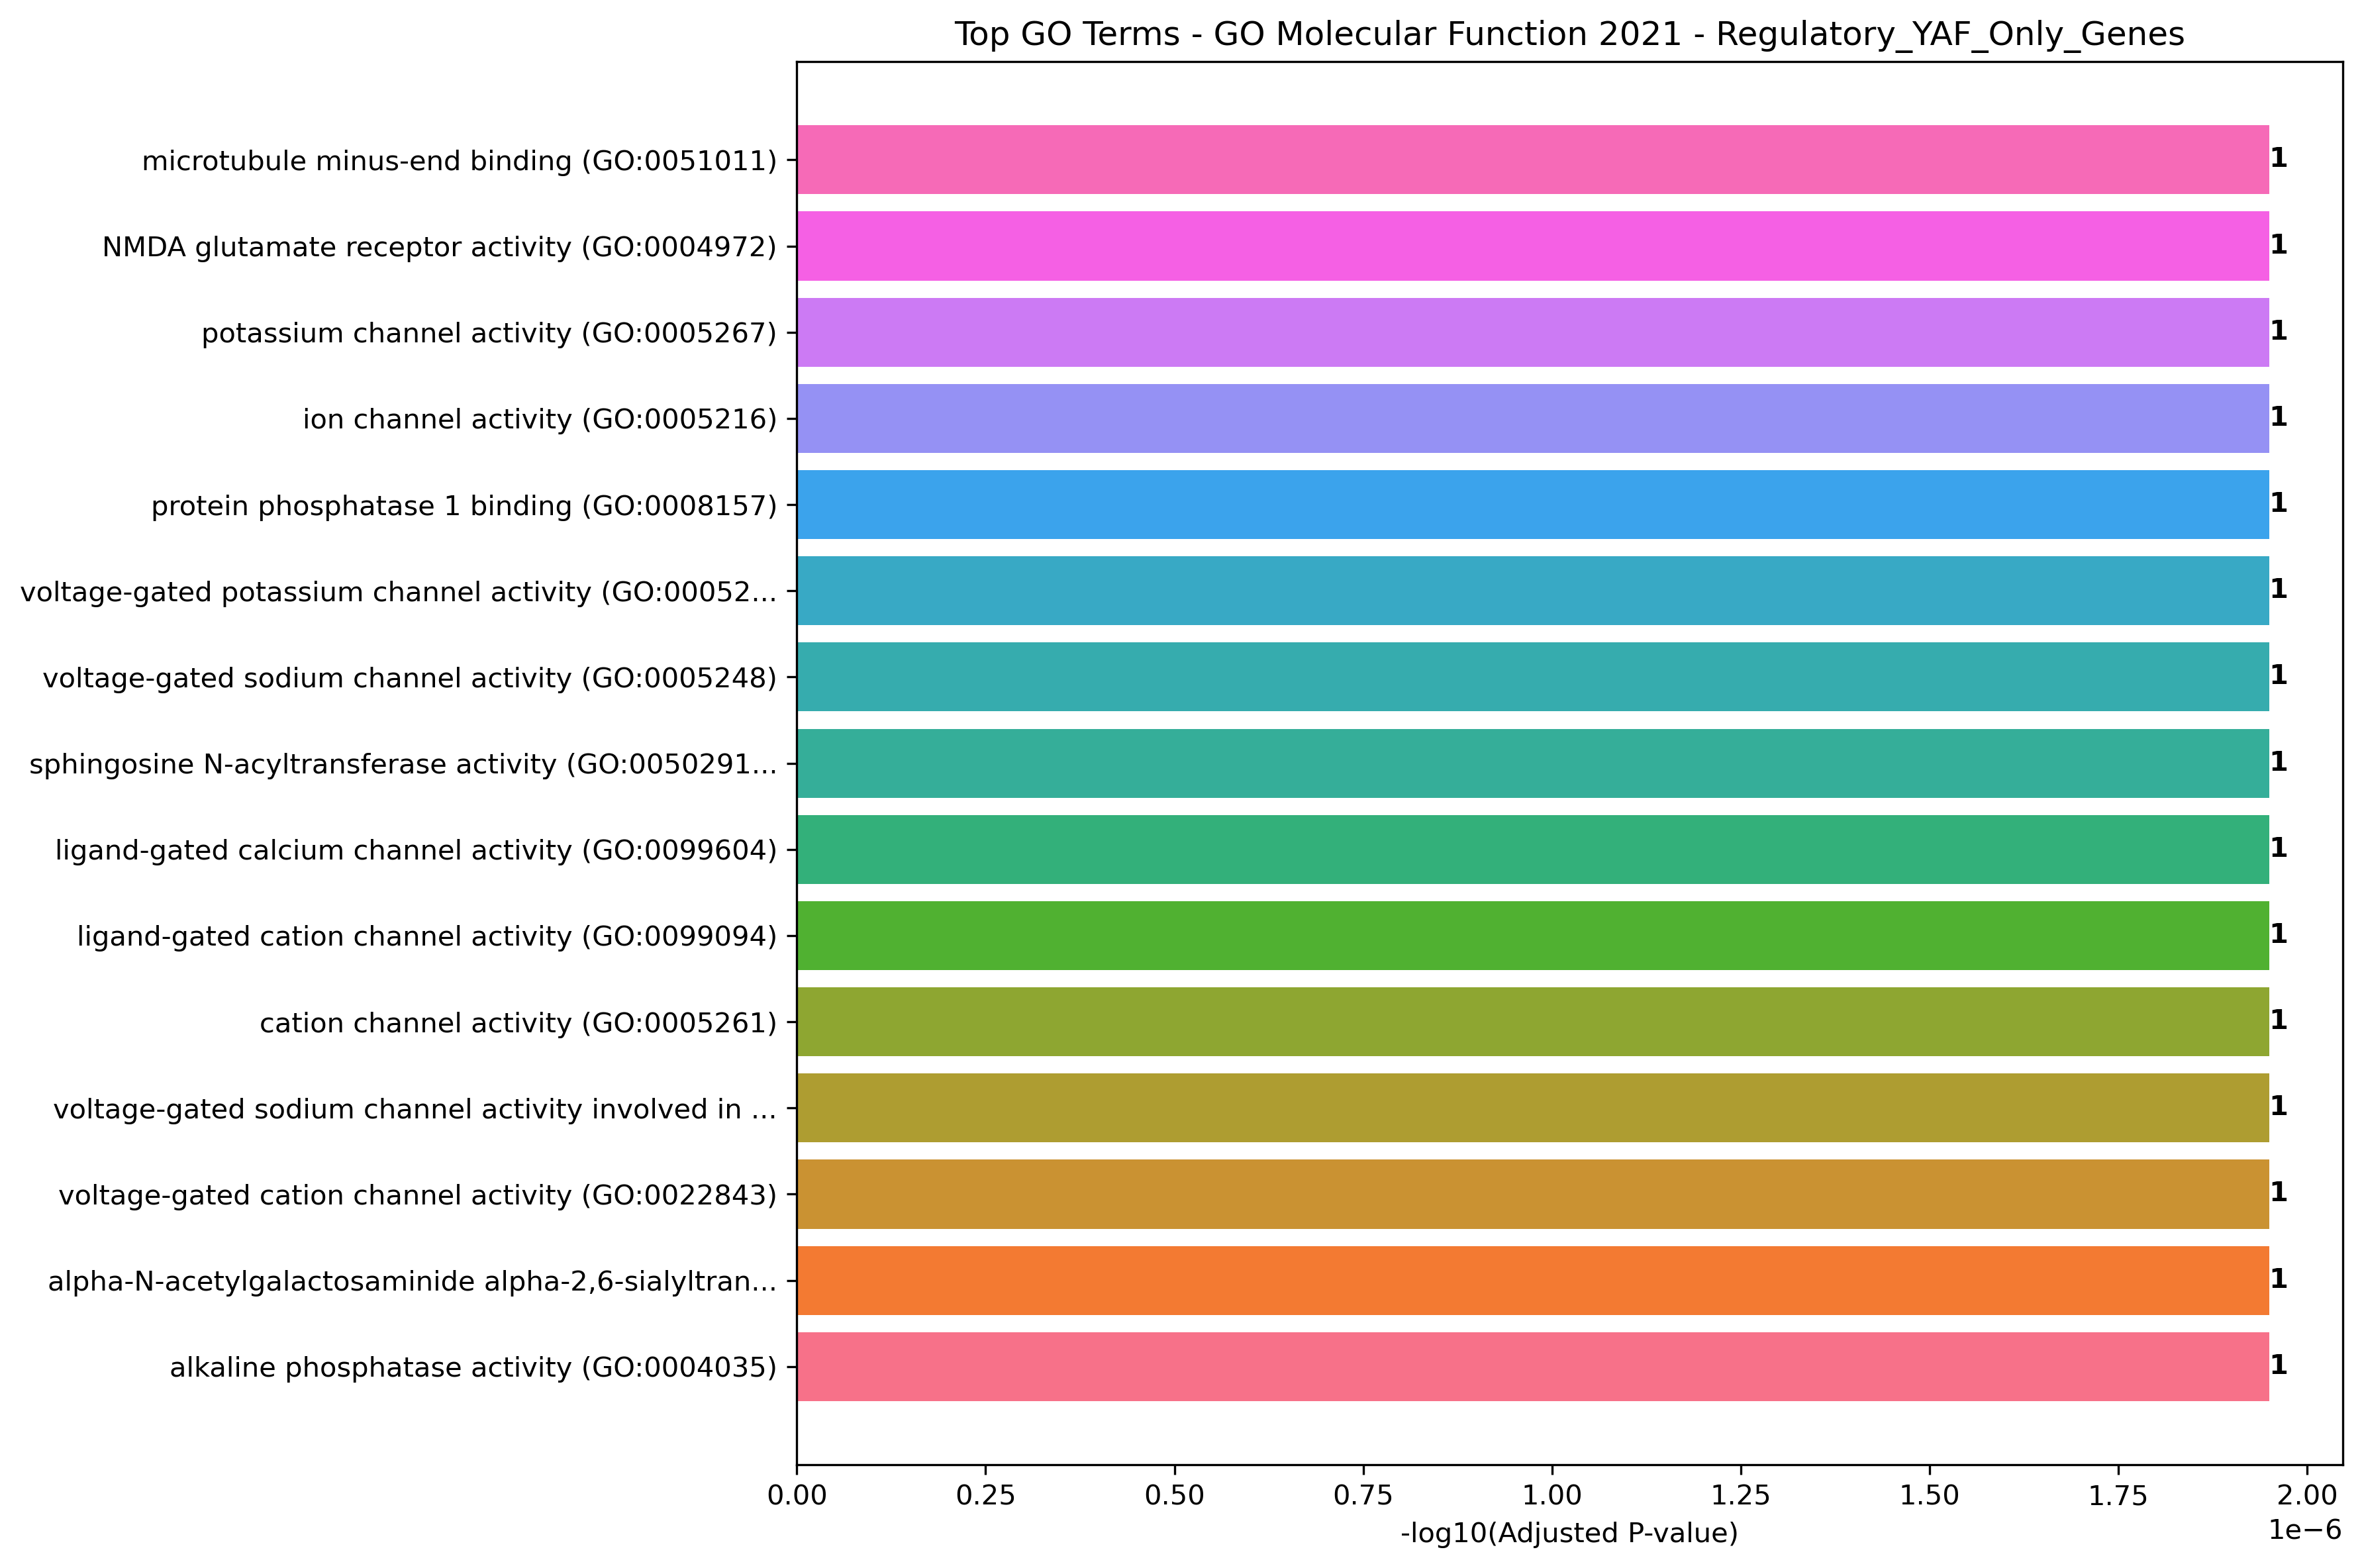 Top GO Terms - GO Molecular Function 2021 - Regulatory_YAF_Only_Genes
microtubule minus-end binding (GO:0051011) 1
NMDA glutamate receptor activity (GO:0004972) 1
potassium channel activity (GO:0005267) 1
ion channel activity (GO:0005216) 1
protein phosphatase 1 binding (GO:0008157) 1
voltage-gated potassium channel activity (GO:00052... 1
voltage-gated sodium channel activity (GO:0005248) 1
sphingosine N-acyltransferase activity (GO:0050291... 1
ligand-gated calcium channel activity (GO:0099604) 1
ligand-gated cation channel activity (GO:0099094) 1
cation channel activity (GO:0005261) 1
voltage-gated sodium channel activity involved in ... 1
voltage-gated cation channel activity (GO:0022843) 1
alpha-N-acetylgalactosaminide alpha-2,6-sialyltran... 1
alkaline phosphatase activity (GO:0004035) 1
0.00 0.25 0.50 0.75 1.00 1.25 1.50 1.75 2.00
-log10(Adjusted P-value) 1e−6